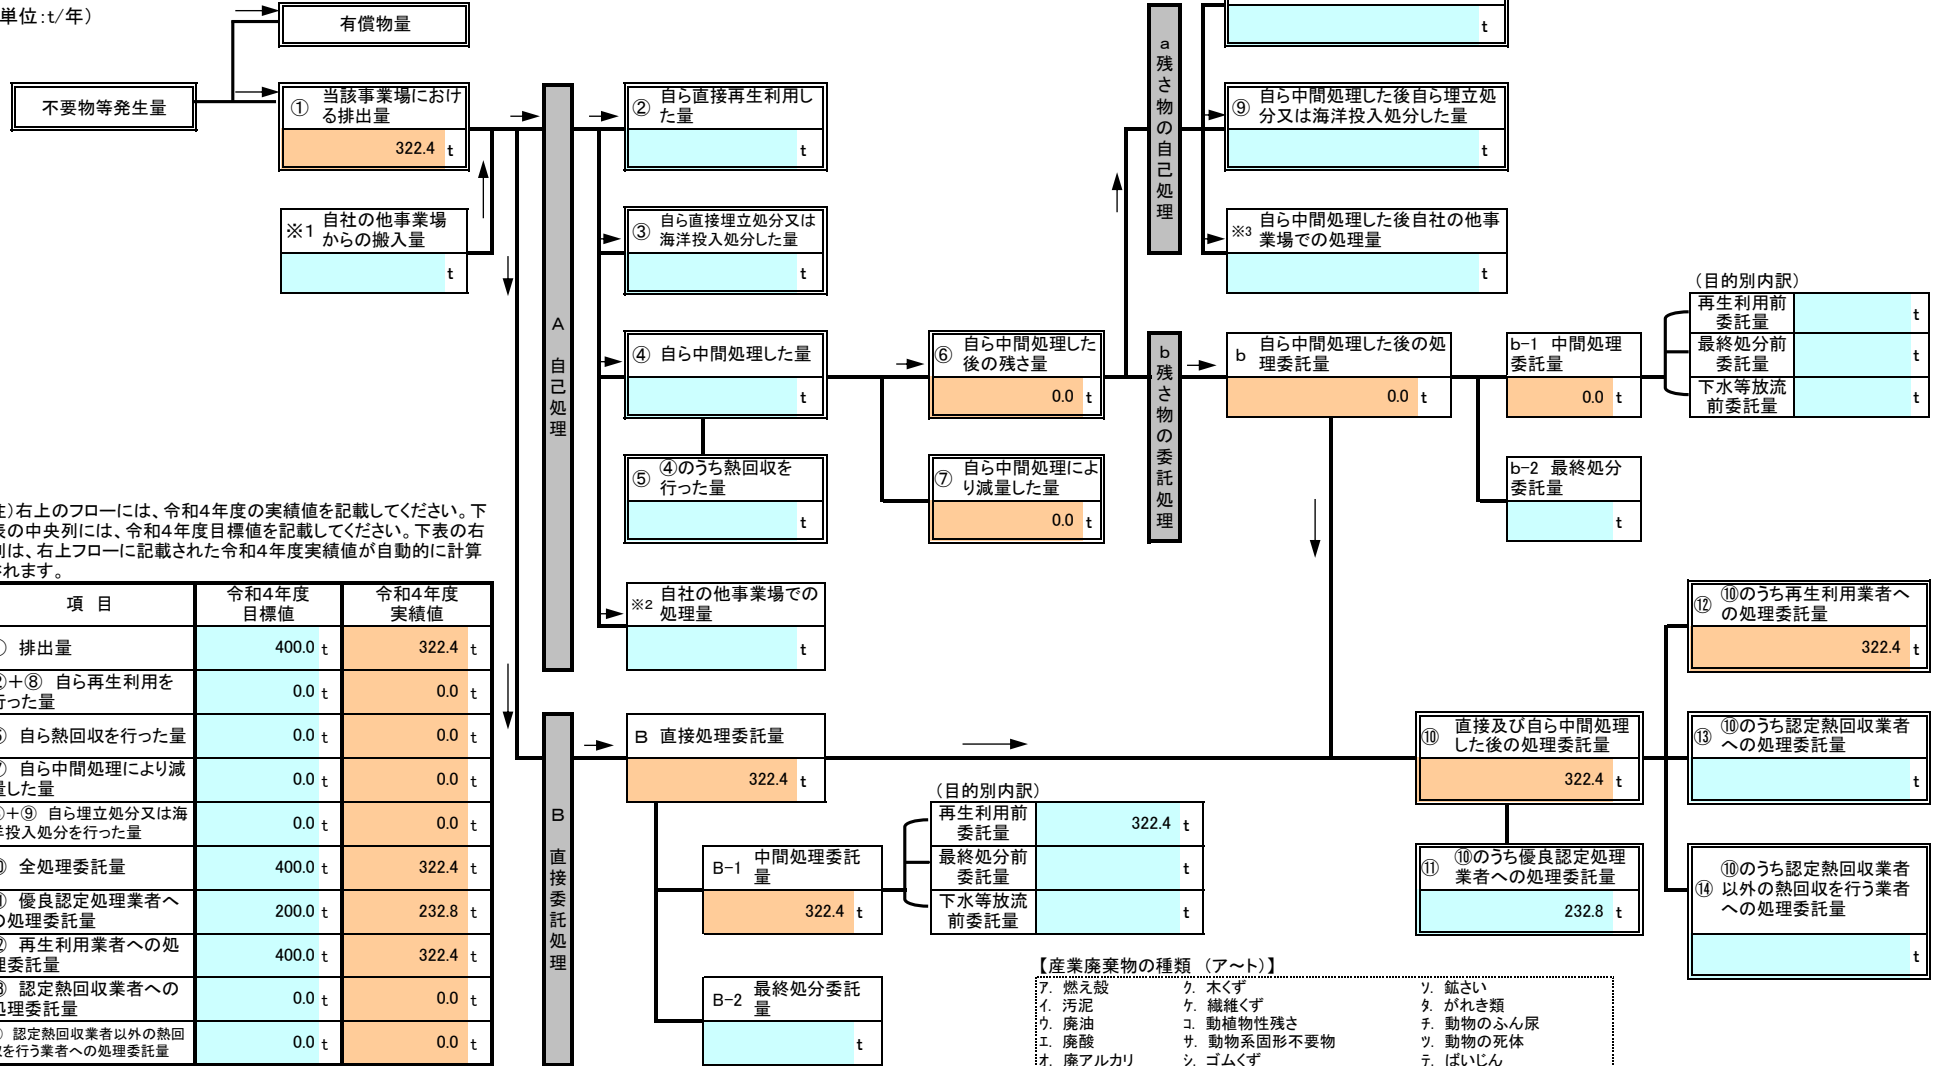 単位:t/年)
有償物量
t
不要物等発生量
① 当該事業場におけ
る排出量
322.4 t
② 自ら直接再生利用し
た量
t
⑨ 自ら中間処理した後自ら埋立処
分又は海洋投入処分した量
t
a残さ物の自己処理
※1 自社の他事業場
からの搬入量
t
③ 自ら直接埋立処分又は
海洋投入処分した量
t
※3 自ら中間処理した後自社の他事
業場での処理量
t
A 自己処理
④ 自ら中間処理した量
t
⑥ 自ら中間処理した
後の残さ量
0.0 t
b残さ物の委託処理
b 自ら中間処理した後の処
理委託量
0.0 t
b-1 中間処理
委託量
0.0 t
(目的別内訳)
再生利用前
委託量
t
最終処分前
委託量
t
下水等放流
前委託量
t
⑤ ④のうち熱回収を
行った量
t
⑦ 自ら中間処理によ
り減量した量
0.0 t
b-2 最終処分
委託量
t
注)右上のフローには、令和4年度の実績値を記載してください。下
表の中央列には、令和4年度目標値を記載してください。下表の右
列は、右上フローに記載された令和4年度実績値が自動的に計算
されます。
※2 自社の他事業場での
処理量
t
項 目
令和4年度
目標値
令和4年度
実績値
排出量 400.0 t 322.4 t
②+⑧ 自ら再生利用を
行った量 0.0 t 0.0 t
自ら熱回収を行った量 0.0 t 0.0 t
⑦ 自ら中間処理により減
量した量 0.0 t 0.0 t
+⑨ 自ら埋立処分又は海
洋投入処分を行った量 0.0 t 0.0 t
全処理委託量 400.0 t 322.4 t
優良認定処理業者へ
の処理委託量 200.0 t 232.8 t
② 再生利用業者への処
理委託量 400.0 t 322.4 t
認定熱回収業者への
処理委託量 0.0 t 0.0 t
認定熱回収業者以外の熱回
収を行う業者への処理委託量 0.0 t 0.0 t
B 直接委託処理
B 直接処理委託量
322.4 t
B-1 中間処理委託
量
322.4 t
(目的別内訳)
再生利用前
委託量
322.4 t
最終処分前
委託量
t
下水等放流
前委託量
t
B-2 最終処分委託
量
t
⑩ 直接及び自ら中間処理
した後の処理委託量
322.4 t
⑪ ⑩のうち優良認定処理
業者への処理委託量
232.8 t
⑫ ⑩のうち再生利用業者へ
の処理委託量
322.4 t
⑬ ⑩のうち認定熱回収業者
への処理委託量
t
⑭ ⑩のうち認定熱回収業者
以外の熱回収を行う業者
への処理委託量
t
【産業廃棄物の種類 (ア～ト)】
ア. 燃え殻 ク. 木くず ソ. 鉱さい
イ. 汚泥 ケ. 繊維くず タ. がれき類
ウ. 廃油 コ. 動植物性残さ チ. 動物のふん尿
エ. 廃酸 サ. 動物系固形不要物 ツ. 動物の死体
オ. 廃アルカリ シ. ゴムくず テ. ばいじん